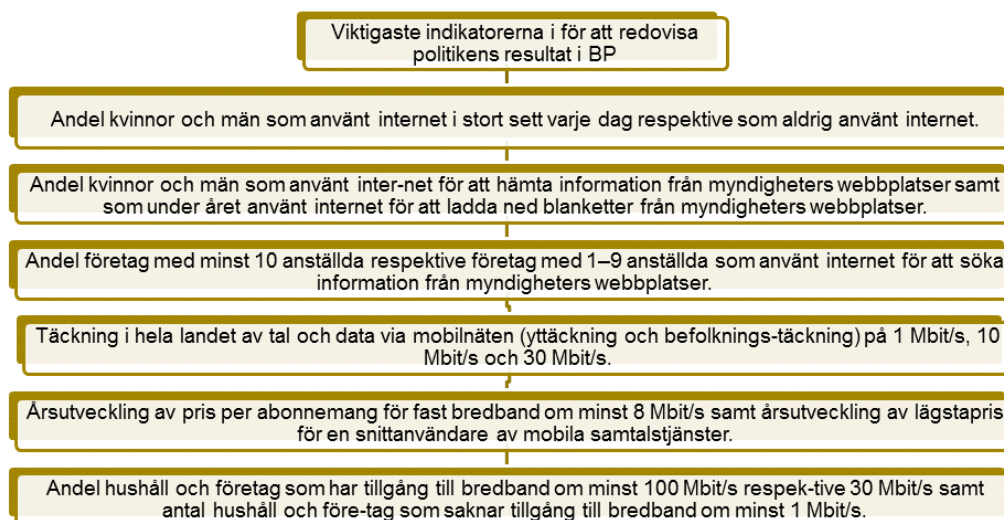 Viktigaste indikatorerna i för att redovisa
politikens resultat i BP
Andel kvinnor och män som använt internet i stort sett varje dag respektive som aldrig använt internet.
Andel kvinnor och män som använt inter-net för att hämta information från myndigheters webbplatser samt
som under året använt internet för att ladda ned blanketter från myndigheters webbplatser.
Andel företag med minst 10 anställda respektive företag med 1–9 anställda som använt internet för att söka
information från myndigheters webbplatser.
Täckning i hela landet av tal och data via mobilnäten (yttäckning och befolknings-täckning) på 1 Mbit/s, 10
Mbit/s och 30 Mbit/s.
Årsutveckling av pris per abonnemang för fast bredband om minst 8 Mbit/s samt årsutveckling av lägstapris
för en snittanvändare av mobila samtalstjänster.
Andel hushåll och företag som har tillgång till bredband om minst 100 Mbit/s respek-tive 30 Mbit/s samt
antal hushåll och före-tag som saknar tillgång till bredband om minst 1 Mbit/s.